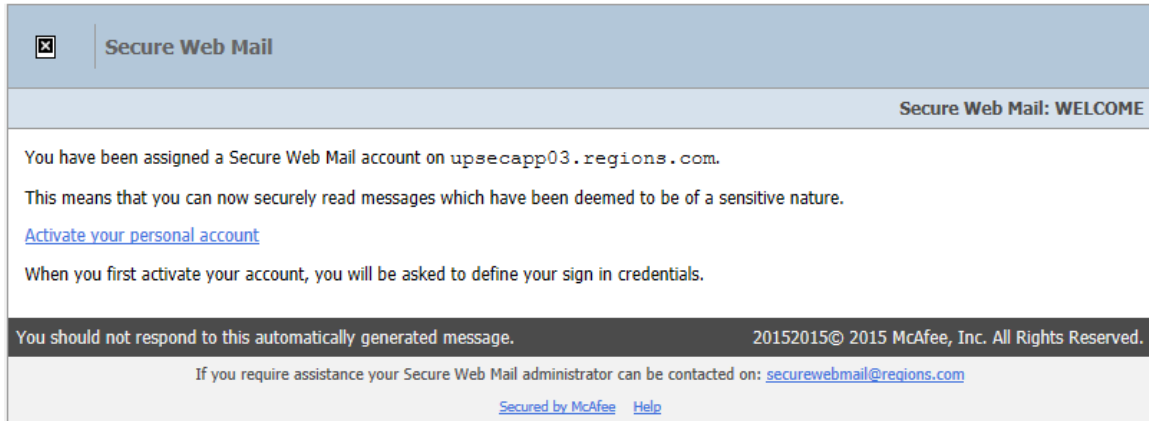 Secure Web Mail
Secure Web Mail: WELCOME
You have been assigned a Secure Web Mail account on upsecapp03.regions.com.
This means that you can now securely read messages which have been deemed to be of a sensitive nature.
Activate your personal account
When you first activate your account, you will be asked to define your sign in credentials.
You should not respond to this automatically generated message. 20152015© 2015 McAfee, Inc. All Rights Reserved.
If you require assistance your Secure Web Mail administrator can be contacted on: securewebmail@regions.com
Secured by McAfee Help